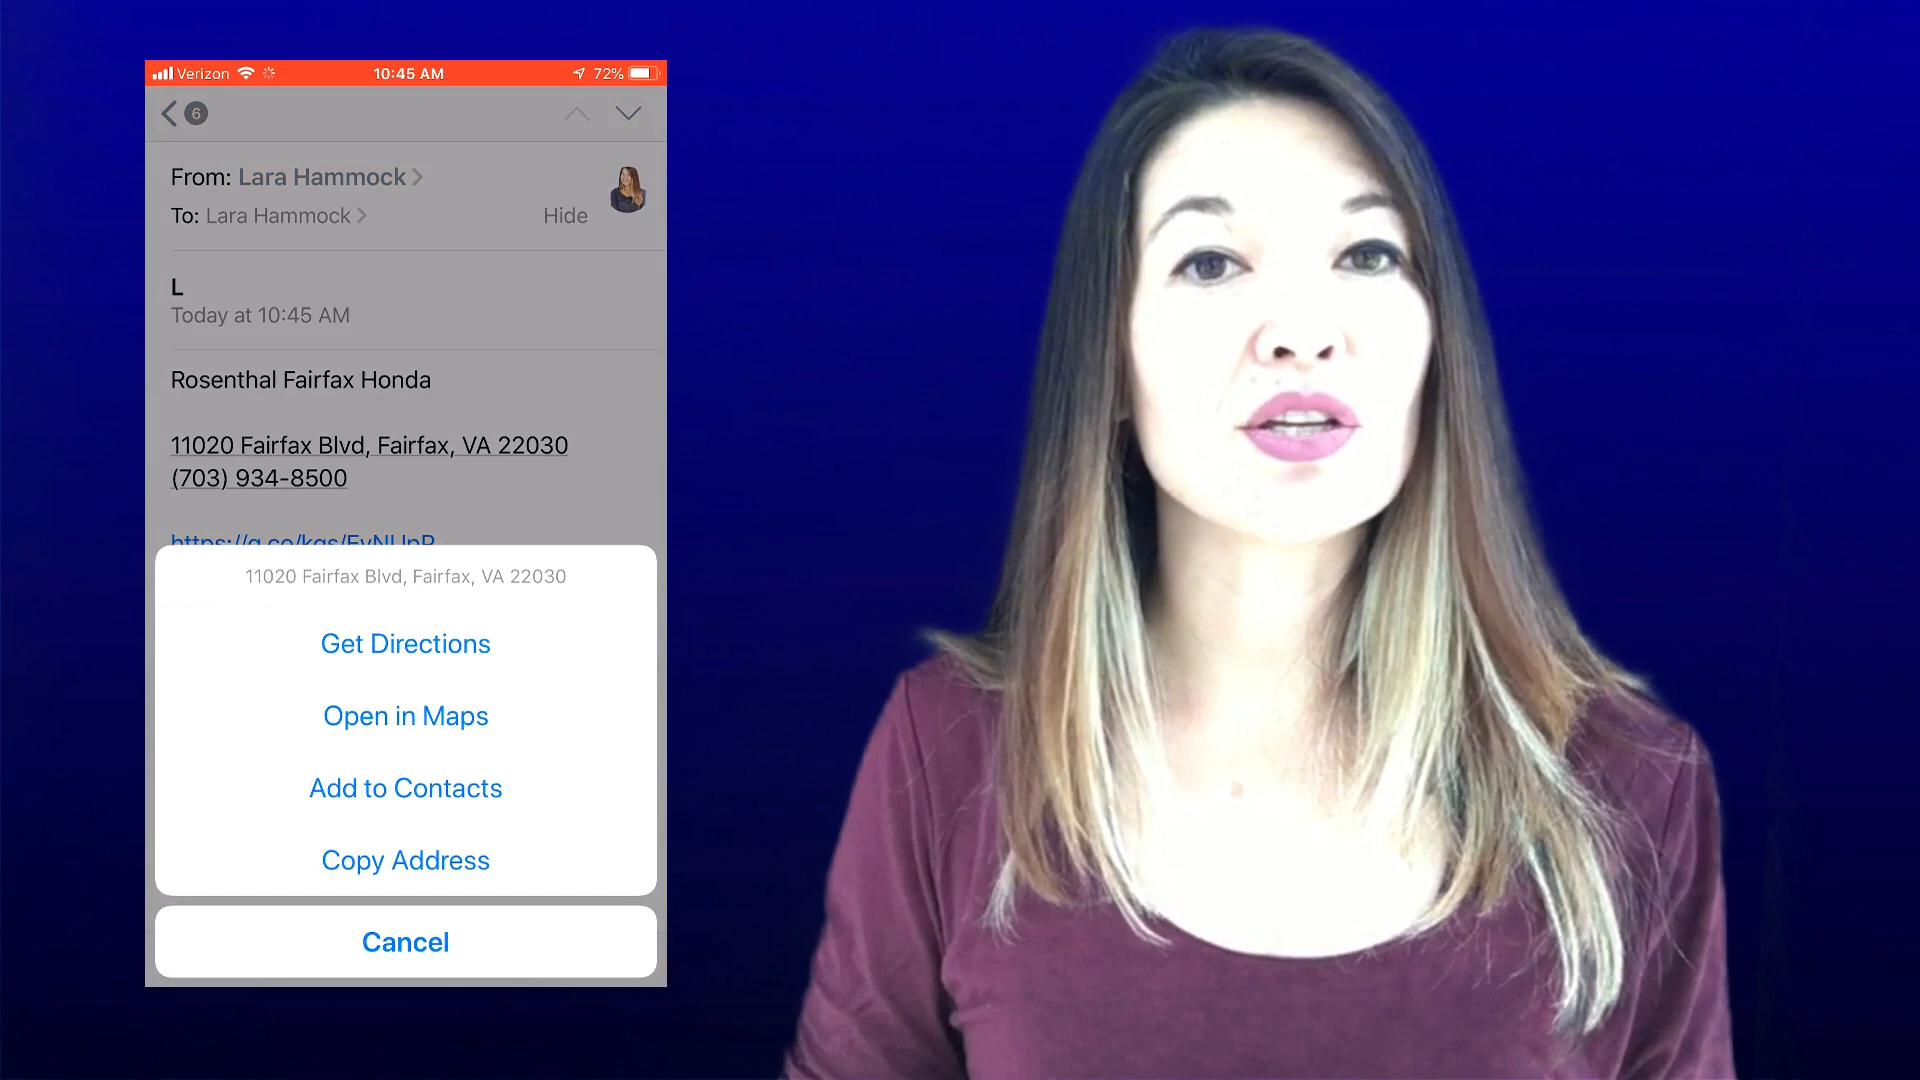 Verizon 10:45 AM 72%
6
From: Lara Hammock
To: Lara Hammock Hide
L
Today at 10:45 AM
Rosenthal Fairfax Honda
11020 Fairfax Blvd, Fairfax, VA 22030
(703) 934-8500
11020 Fairfax Blvd, Fairfax, VA 22030
Get Directions
Open in Maps
Add to Contacts
Copy Address
Cancel